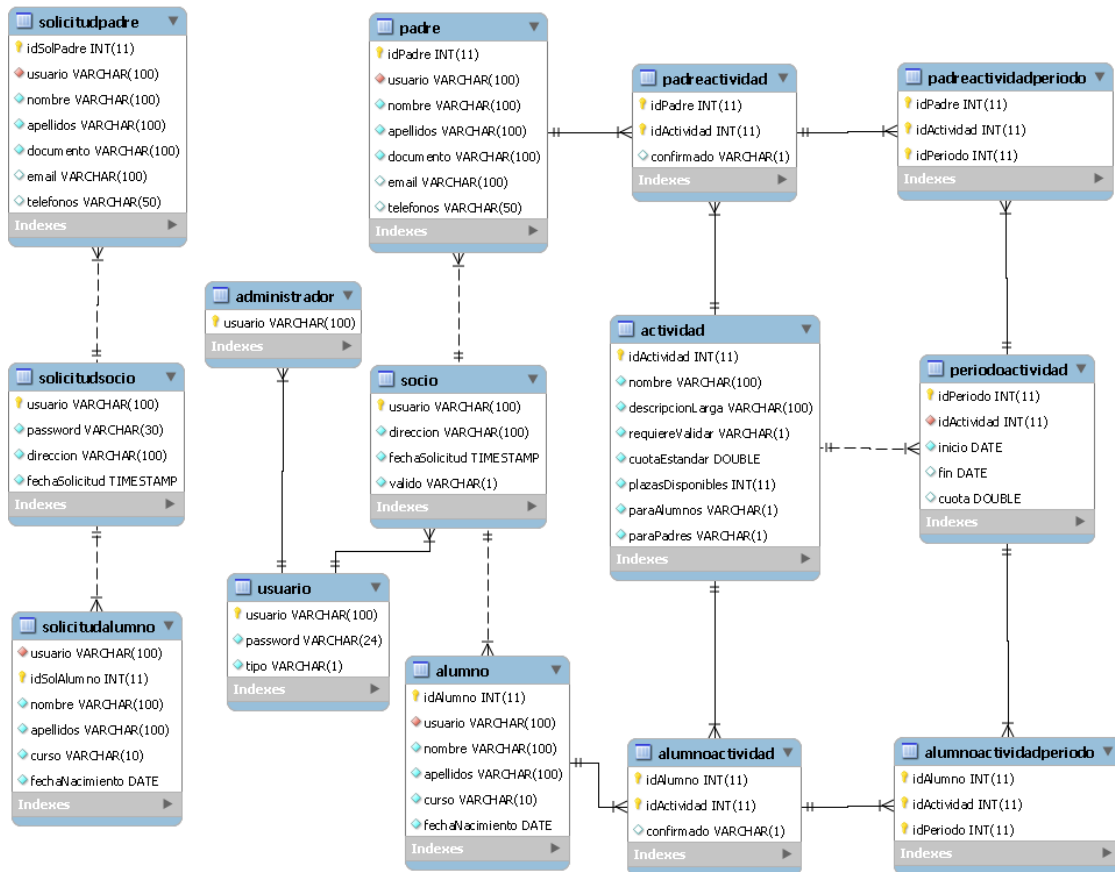 solicitudpadre
idSolPadre INT(11)
usuario VARCHAR(100)
nombre VARCHAR(100)
apellidos VARCHAR(100)
documento VARCHAR(100)
email VARCHAR(100)
telefonos VARCHAR(50)
Indexes
padre
idPadre INT(11)
usuario VARCHAR(100)
nombre VARCHAR(100)
apellidos VARCHAR(100)
documento VARCHAR(100)
email VARCHAR(100)
telefonos VARCHAR(50)
Indexes
padreactividad
idPadre INT(11)
idActividad INT(11)
confirmado VARCHAR(1)
Indexes
padreactividadperiodo
idPadre INT(11)
idActividad INT(11)
idPeriodo INT(11)
Indexes
administrador
usuario VARCHAR(100)
Indexes
solicitudsocio
usuario VARCHAR(100)
password VARCHAR(30)
direccion VARCHAR(100)
fechaSolicitud TIMESTAMP
Indexes
socio
usuario VARCHAR(100)
direccion VARCHAR(100)
fechaSolicitud TIMESTAMP
valido VARCHAR(1)
Indexes
actividad
idActividad INT(11)
nombre VARCHAR(100)
descripcionLarga VARCHAR(100)
requiereValidar VARCHAR(1)
cuotaEstandar DOUBLE
plazasDisponibles INT(11)
paraAlumnos VARCHAR(1)
paraPadres VARCHAR(1)
Indexes
periodoactividad
idPeriodo INT(11)
idActividad INT(11)
inicio DATE
fin DATE
cuota DOUBLE
Indexes
usuario
usuario VARCHAR(100)
password VARCHAR(24)
tipo VARCHAR(1)
Indexes
solicitudalumno
usuario VARCHAR(100)
idSolAlumno INT(11)
nombre VARCHAR(100)
apellidos VARCHAR(100)
curso VARCHAR(10)
fechaNacimiento DATE
Indexes
alumno
idAlumno INT(11)
usuario VARCHAR(100)
nombre VARCHAR(100)
apellidos VARCHAR(100)
curso VARCHAR(10)
fechaNacimiento DATE
Indexes
alumnoactividad
idAlumno INT(11)
idActividad INT(11)
confirmado VARCHAR(1)
Indexes
alumnoactividadperiodo
idAlumno INT(11)
idActividad INT(11)
idPeriodo INT(11)
Indexes